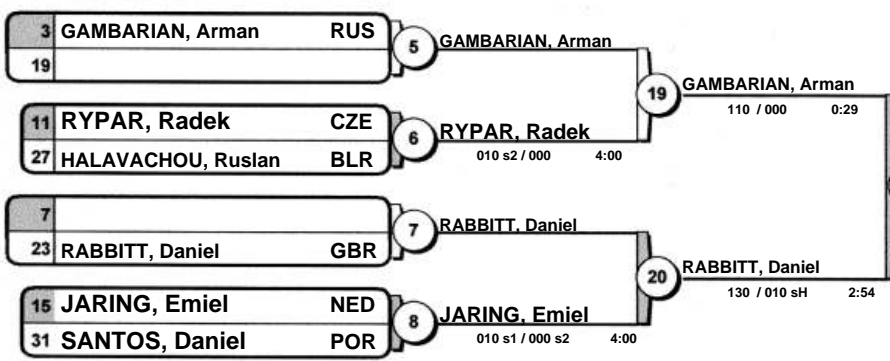 3 GAMBARIAN, Arman RUS
19
5
GAMBARIAN, Arman
11 RYPAR, Radek CZE
27 HALAVACHOU, Ruslan BLR
6
RYPAR, Radek
010 s2 / 000 4:00
19
GAMBARIAN, Arman
110 / 000 0:29
7
23 RABBITT, Daniel GBR
7
RABBITT, Daniel
15 JARING, Emiel NED
31 SANTOS, Daniel POR
8
JARING, Emiel
010 s1 / 000 s2 4:00
20
RABBITT, Daniel
130 / 010 sH 2:54